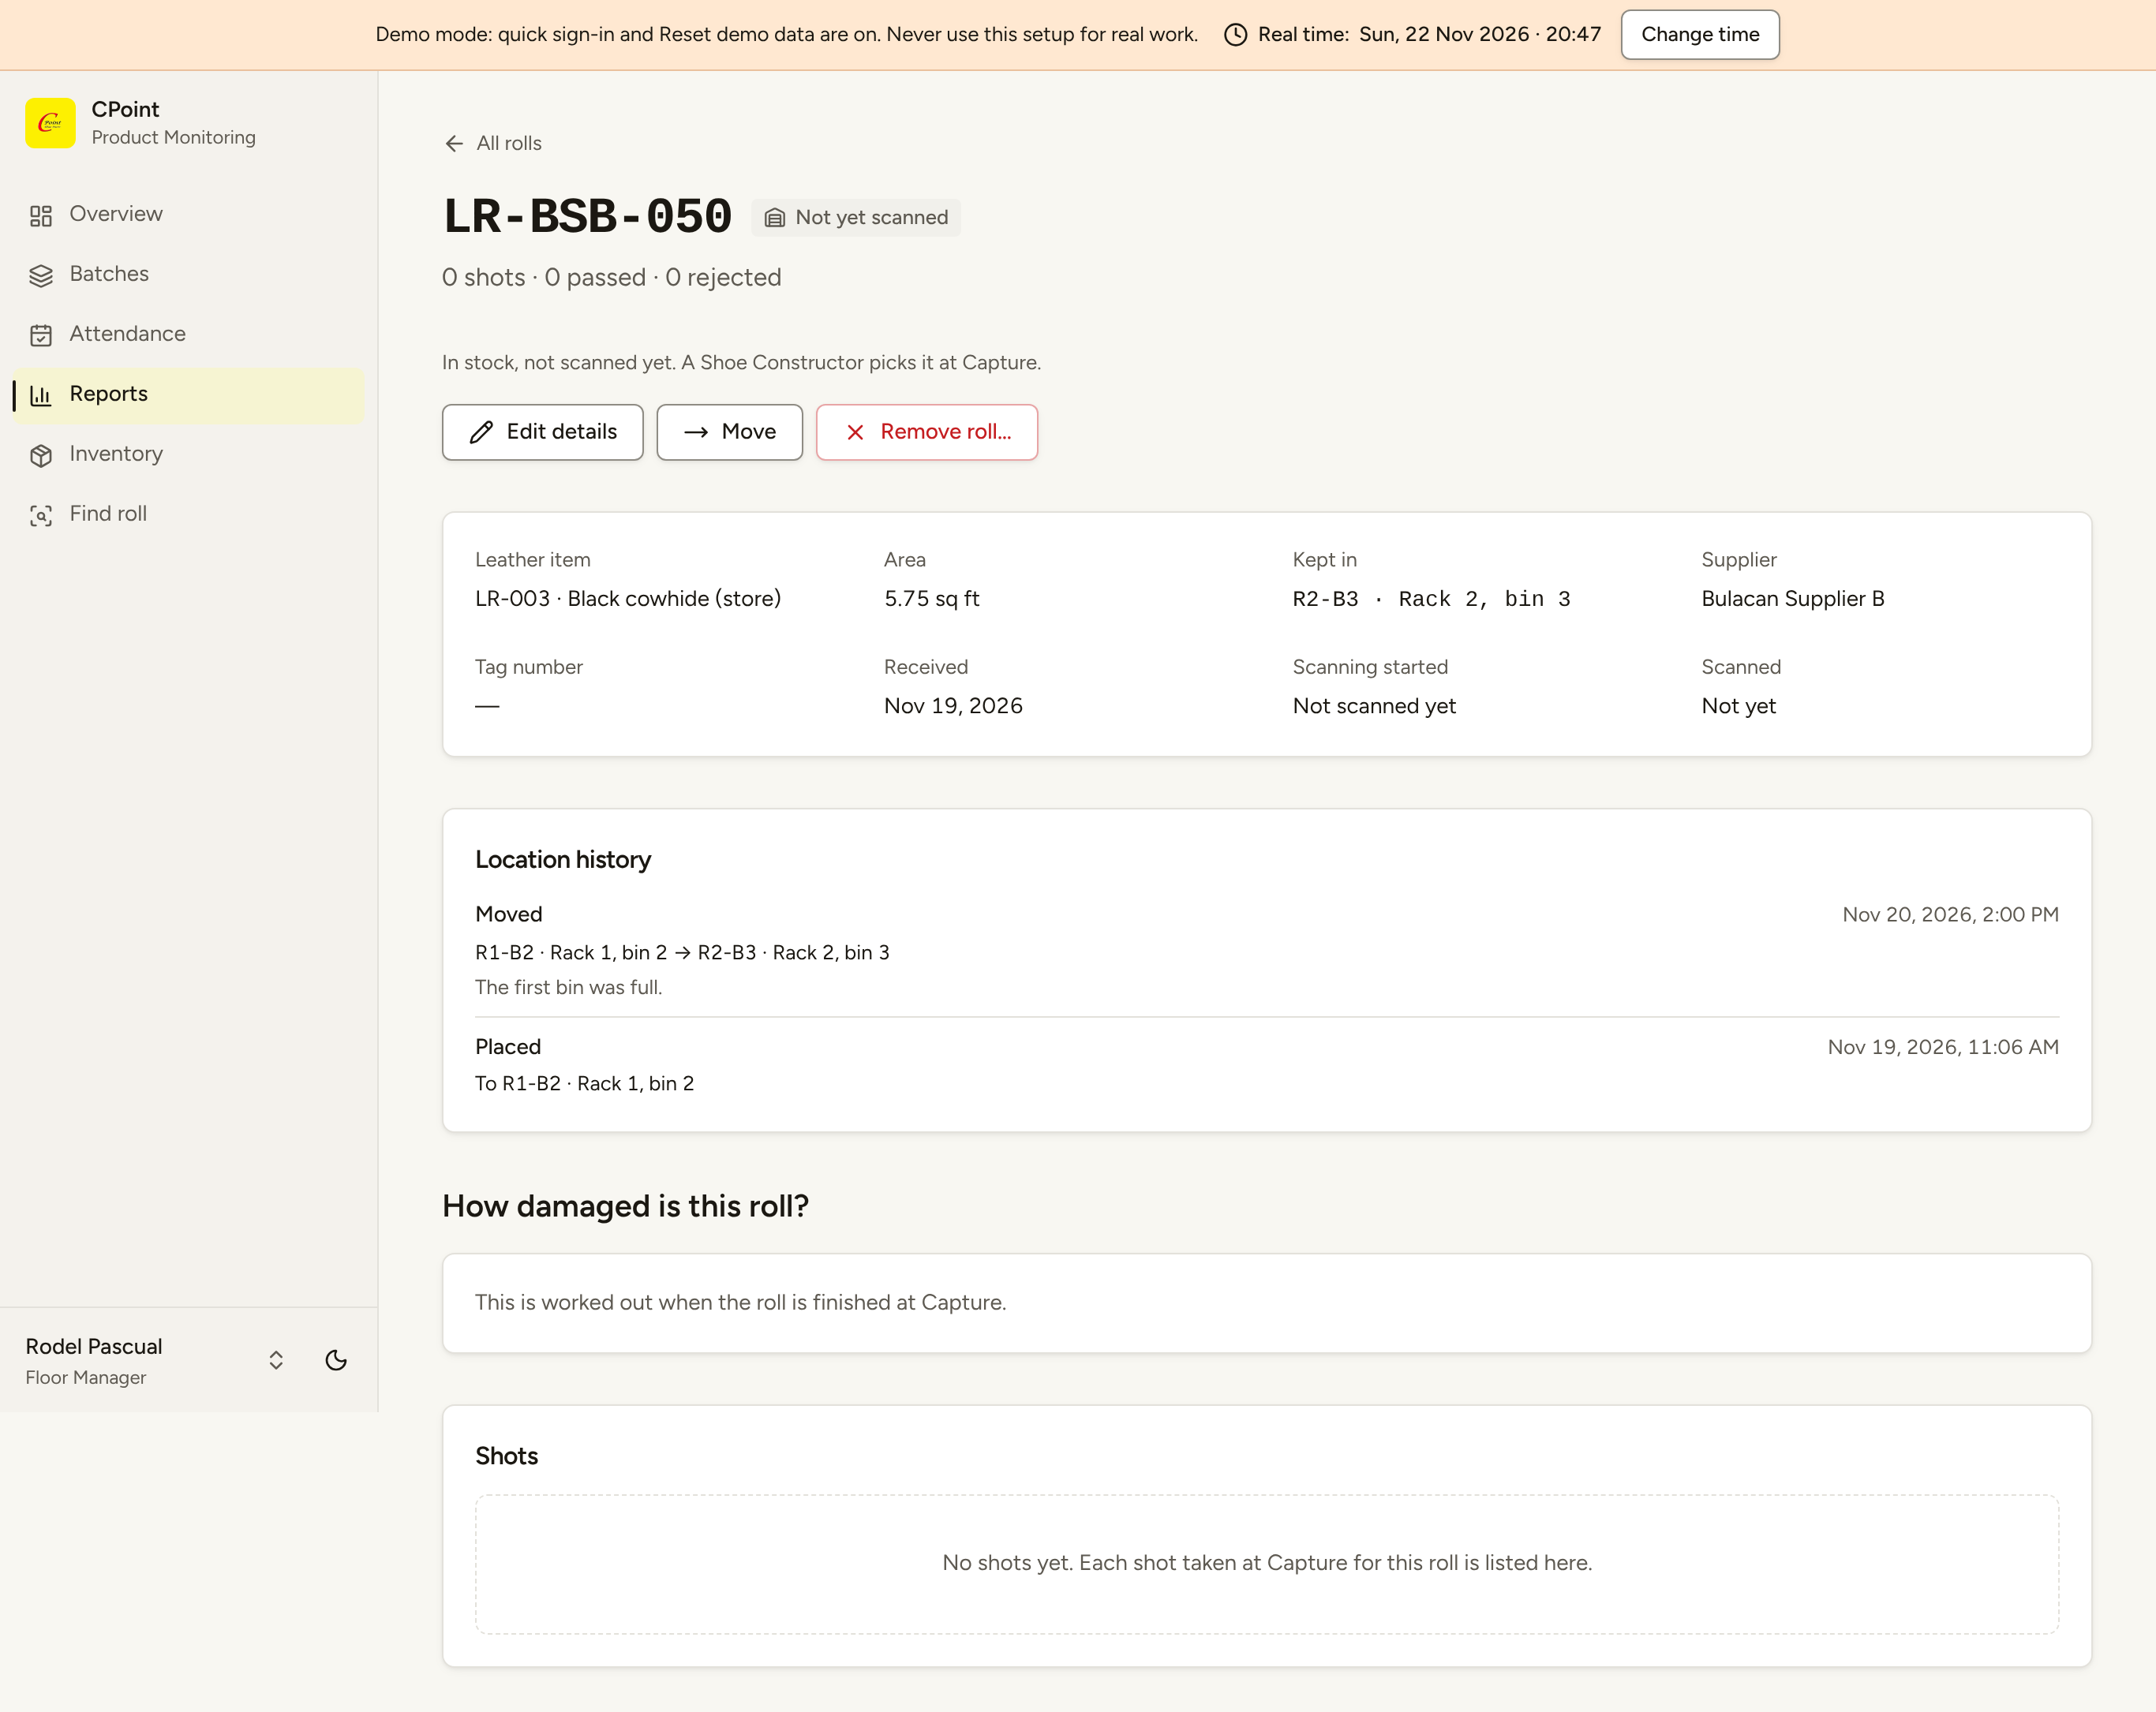 Demo mode: quick sign-in and Reset demo data are on. Never use this setup for real work. Real time: Sun, 22 Nov 2026 · 20:47 Change time
CPoint
Product Monitoring
Overview
Batches
Attendance
Reports
Inventory
Find roll
Rodel Pascual
Floor Manager
All rolls
LR-BSB-050 Not yet scanned
0 shots · 0 passed · 0 rejected
In stock, not scanned yet. A Shoe Constructor picks it at Capture.
Edit details Move Remove roll...
Leather item Area Kept in Supplier
LR-003 · Black cowhide (store) 5.75 sq ft R2-B3 · Rack 2, bin 3 Bulacan Supplier B
Tag number Received Scanning started Scanned
— Nov 19, 2026 Not scanned yet Not yet
Location history
Moved Nov 20, 2026, 2:00 PM
R1-B2 · Rack 1, bin 2 → R2-B3 · Rack 2, bin 3
The first bin was full.
Placed Nov 19, 2026, 11:06 AM
To R1-B2 · Rack 1, bin 2
How damaged is this roll?
This is worked out when the roll is finished at Capture.
Shots
No shots yet. Each shot taken at Capture for this roll is listed here.